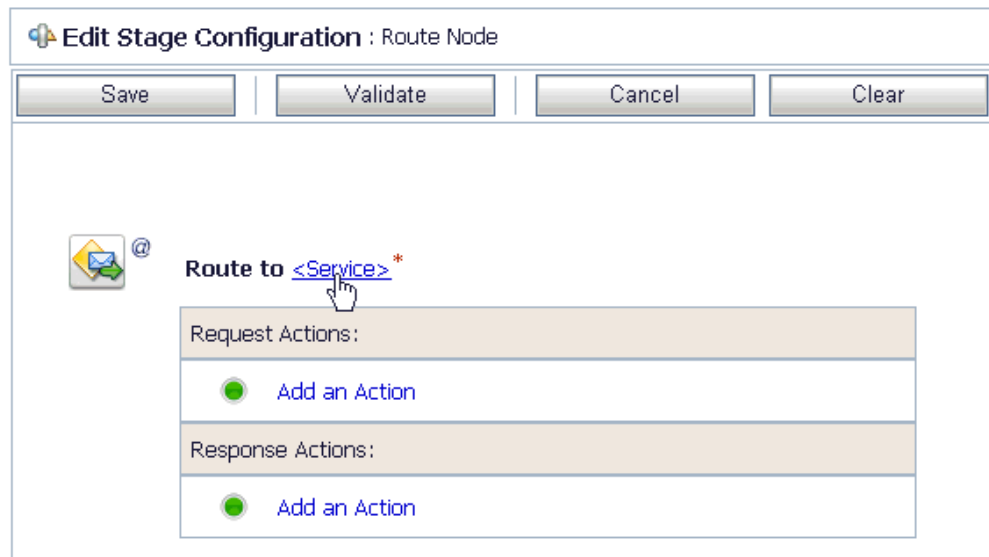 Edit Stage Configuration : Route Node
Save Validate Cancel Clear
@
Route to <Service>*
Request Actions:
Add an Action
Response Actions:
Add an Action